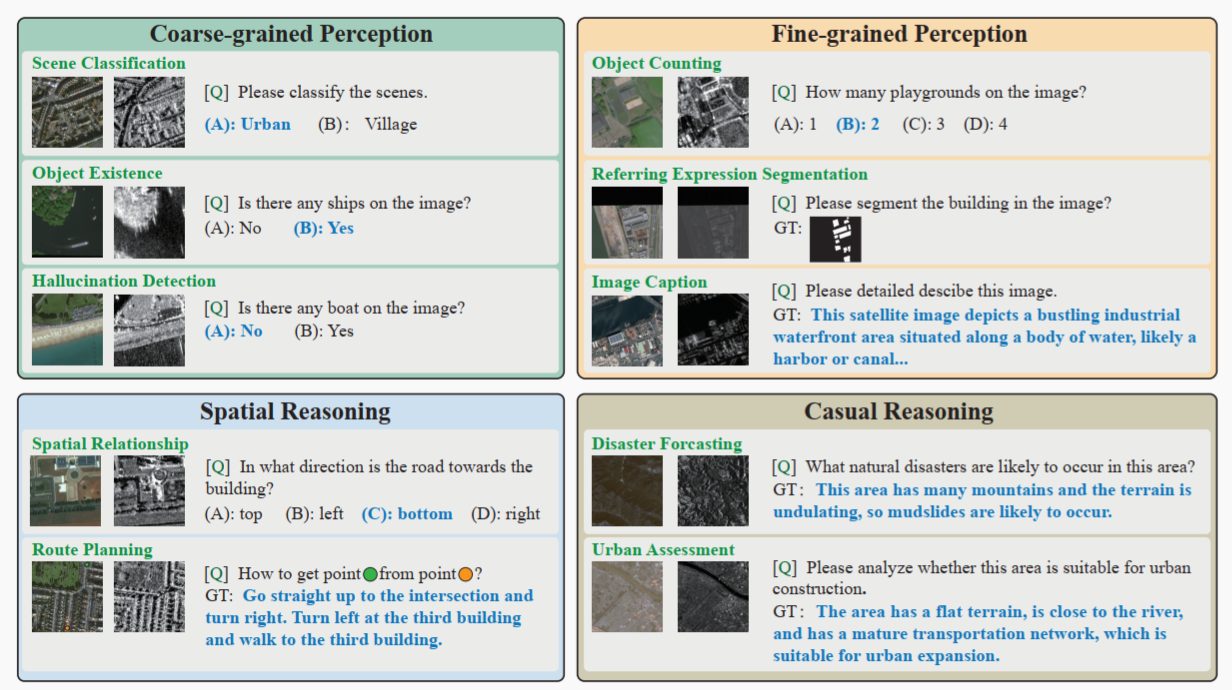 Coarse-grained Perception
Scene Classification
[Q] Please classify the scenes.
(A): Urban (B): Village
Object Existence
[Q] Is there any ships on the image?
(A): No (B): Yes
Hallucination Detection
[Q] Is there any boat on the image?
(A): No (B): Yes
Fine-grained Perception
Object Counting
[Q] How many playgrounds on the image?
(A): 1 (B): 2 (C): 3 (D): 4
Referring Expression Segmentation
[Q] Please segment the building in the image?
GT:
Image Caption
[Q] Please detailed descibe this image.
GT: This satellite image depicts a bustling industrial
waterfront area situated along a body of water, likely a
harbor or canal...
Spatial Reasoning
Spatial Relationship
[Q] In what direction is the road towards the
building?
(A): top (B): left (C): bottom (D): right
Route Planning
[Q] How to get point from point ?
GT: Go straight up to the intersection and
turn right. Turn left at the third building
and walk to the third building.
Casual Reasoning
Disaster Forcasting
[Q] What natural disasters are likely to occur in this area?
GT: This area has many mountains and the terrain is
undulating, so mudslides are likely to occur.
Urban Assessment
[Q] Please analyze whether this area is suitable for urban
construction.
GT: The area has a flat terrain, is close to the river,
and has a mature transportation network, which is
suitable for urban expansion.